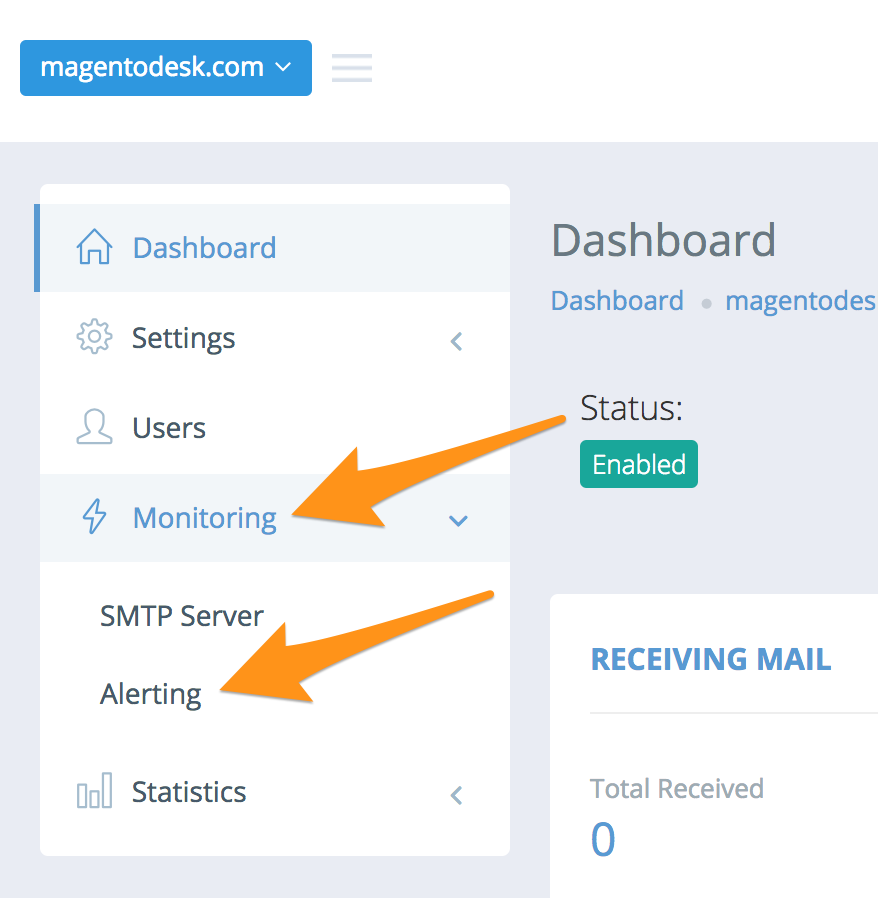 magentodesk.com
Dashboard
Settings
Users
Monitoring
SMTP Server
Alerting
Statistics
Dashboard
Dashboard • magentodes
Status:
Enabled
RECEIVING MAIL
Total Received
0